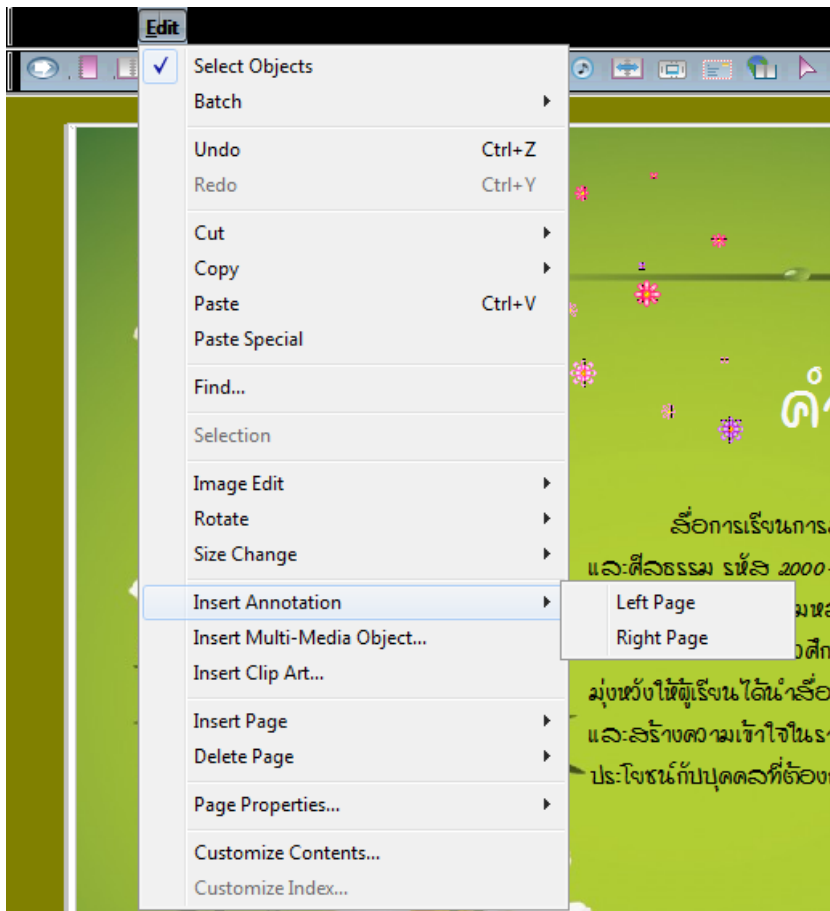 Edit
Select Objects
Batch
Undo Ctrl+Z
Redo Ctrl+Y
Cut
Copy
Paste Ctrl+V
Paste Special
Find...
Selection
Image Edit
Rotate
Size Change
Insert Annotation
Left Page
Right Page
Insert Multi-Media Object...
Insert Clip Art...
Insert Page
Delete Page
Page Properties...
Customize Contents...
Customize Index...
สื่อการเรียนการ
และศีลธรรม รหัส 2000-
มุ่งหวังให้ผู้เรียนได้นำสื่อ
และสร้างความเข้าใจในรา
ประโยชน์กับบุคคลที่ต้อง